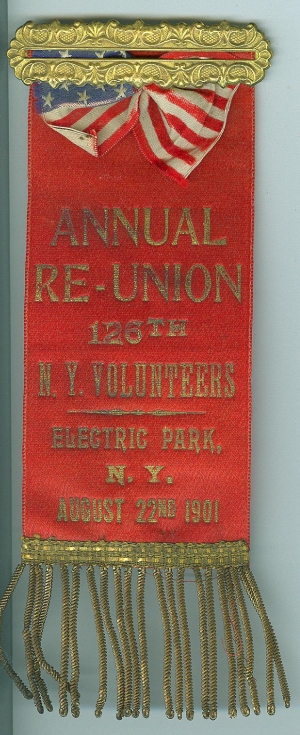 ANNUAL
RE-UNION
126TH
N. Y. VOLUNTEERS
ELECTRIC PARK,
N. Y.
AUGUST 22ND 1901